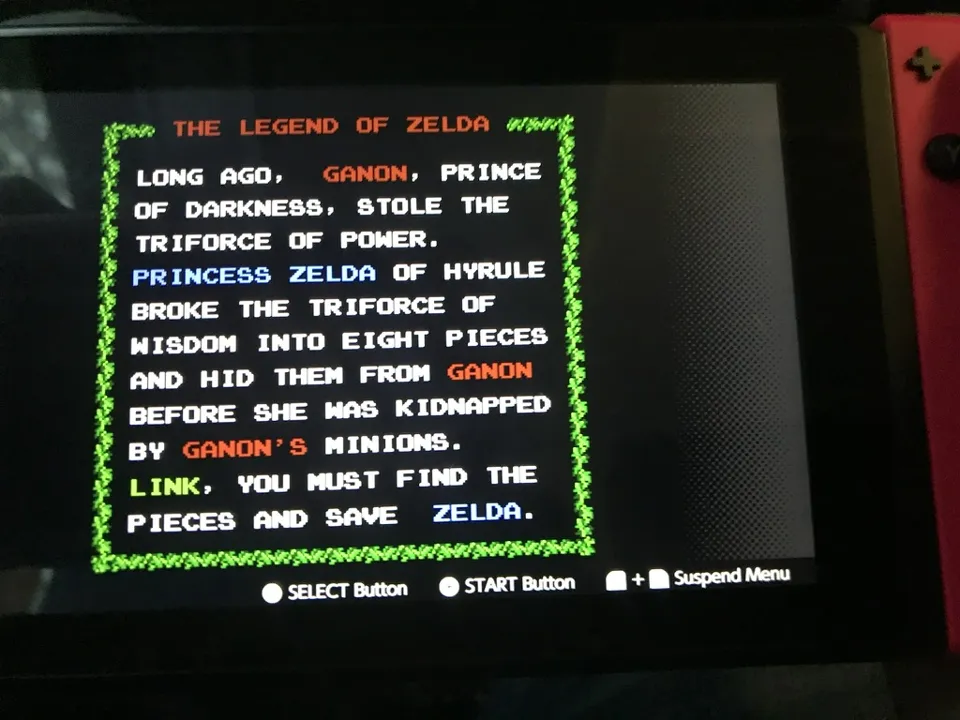 THE LEGEND OF ZELDA
LONG AGO, GANON, PRINCE
OF DARKNESS, STOLE THE
TRIFORCE OF POWER.
PRINCESS ZELDA OF HYRULE
BROKE THE TRIFORCE OF
WISDOM INTO EIGHT PIECES
AND HID THEM FROM GANON
BEFORE SHE WAS KIDNAPPED
BY GANON'S MINIONS.
LINK, YOU MUST FIND THE
PIECES AND SAVE ZELDA.
SELECT Button START Button + Suspend Menu
Y